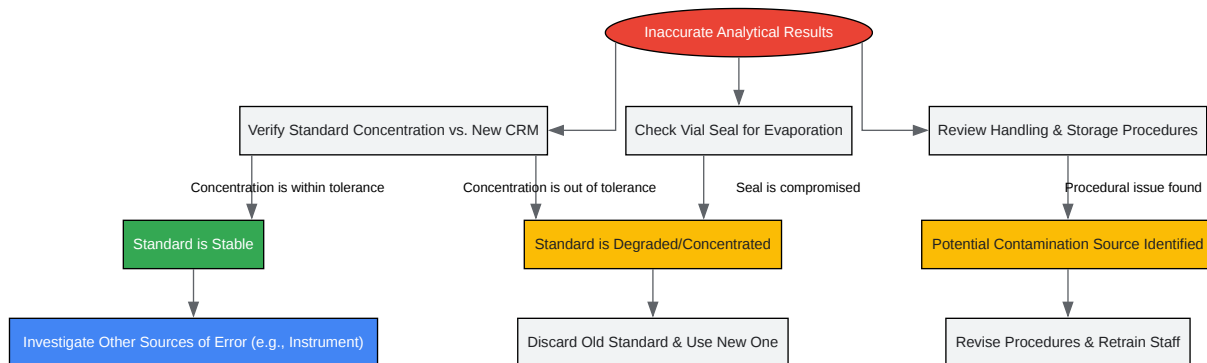 Inaccurate Analytical Results
Verify Standard Concentration vs. New CRM
Check Vial Seal for Evaporation
Review Handling & Storage Procedures
Concentration is within tolerance
Concentration is out of tolerance
Seal is compromised
Procedural issue found
Standard is Stable
Standard is Degraded/Concentrated
Potential Contamination Source Identified
Investigate Other Sources of Error (e.g., Instrument)
Discard Old Standard & Use New One
Revise Procedures & Retrain Staff